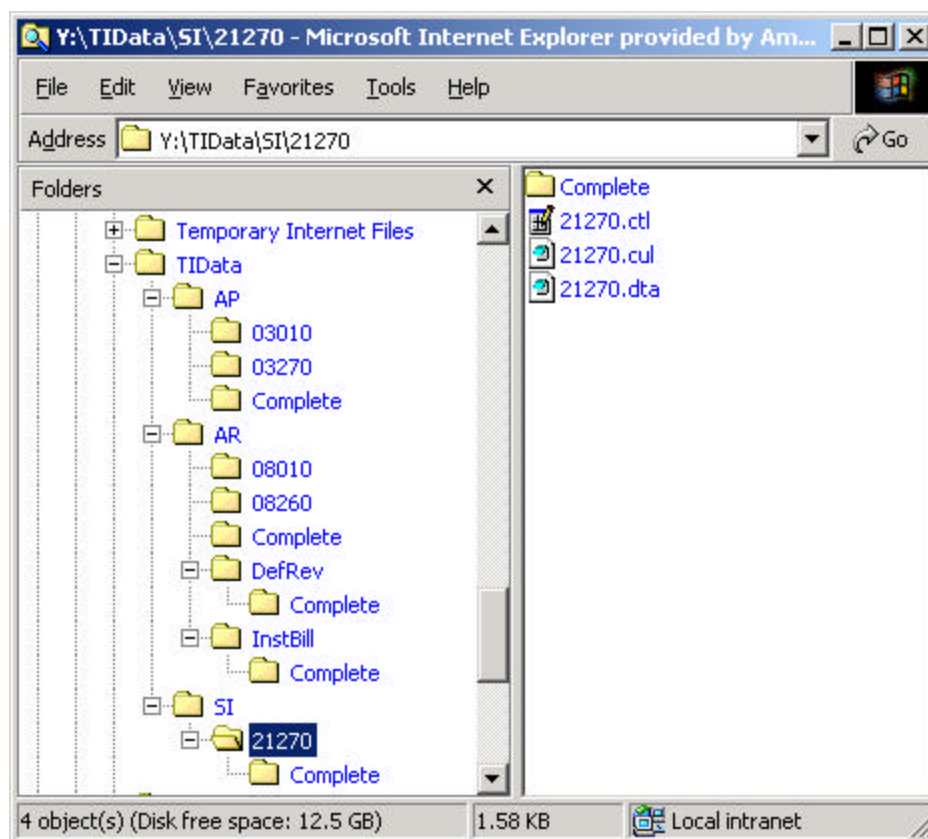 Y:\TIData\SI\21270 - Microsoft Internet Explorer provided by Am...
File Edit View Favorites Tools Help
Address Y:\TIData\SI\21270 Go
Folders
Temporary Internet Files
TIData
AP
03010
03270
Complete
AR
08010
08260
Complete
DefRev
Complete
InstBill
Complete
SI
21270
Complete
Complete
21270.ctl
21270.cul
21270.dta
4 object(s) (Disk free space: 12.5 GB) 1.58 KB Local intranet